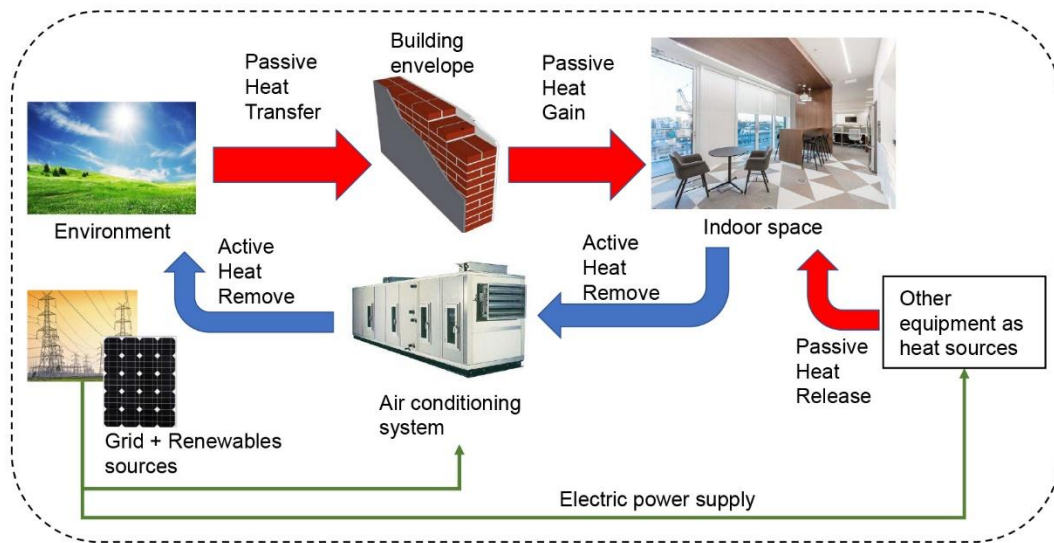 Passive
Heat
Transfer
Building
envelope
Passive
Heat
Gain
Environment
Indoor space
Active
Heat
Remove
Active
Heat
Remove
Other
equipment as
heat sources
Passive
Heat
Release
Air conditioning
system
Grid + Renewables
sources
Electric power supply